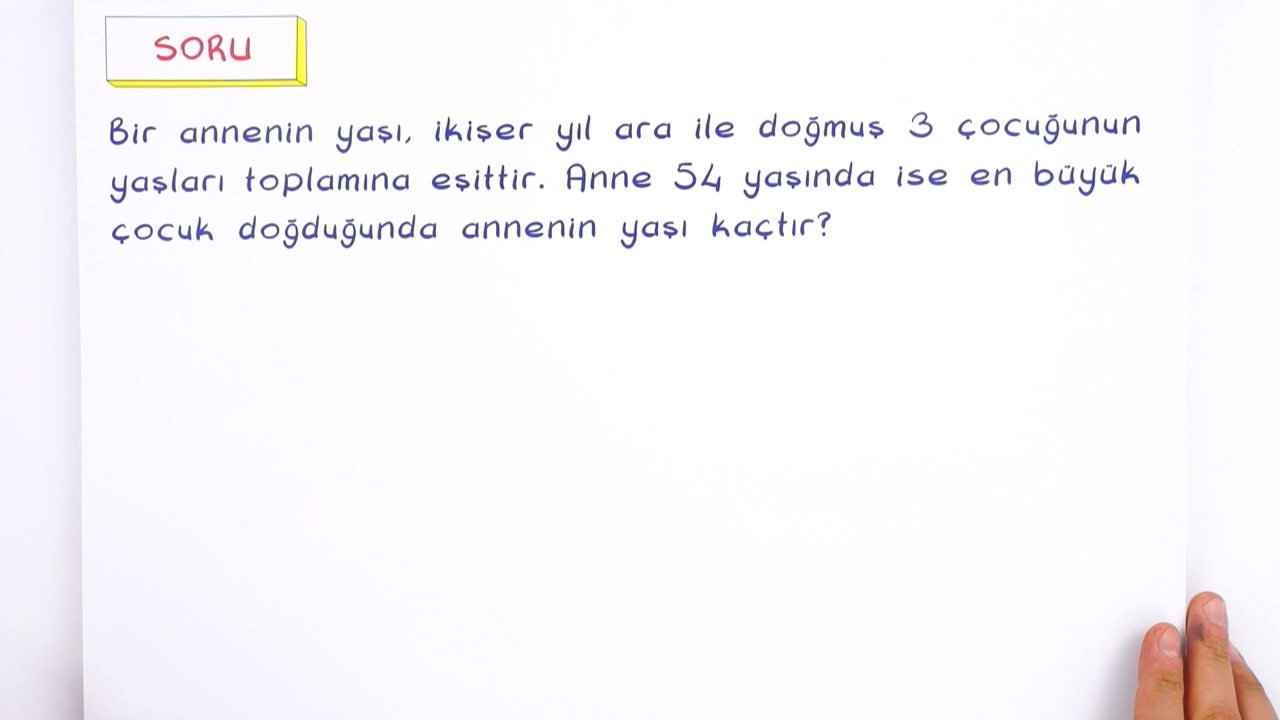 SORU
Bir annenin yaşı, ikişer yıl ara ile doğmuş 3 çocuğunun
yaşları toplamına eşittir. Anne 54 yaşında ise en büyük
çocuk doğduğunda annenin yaşı kaçtır?